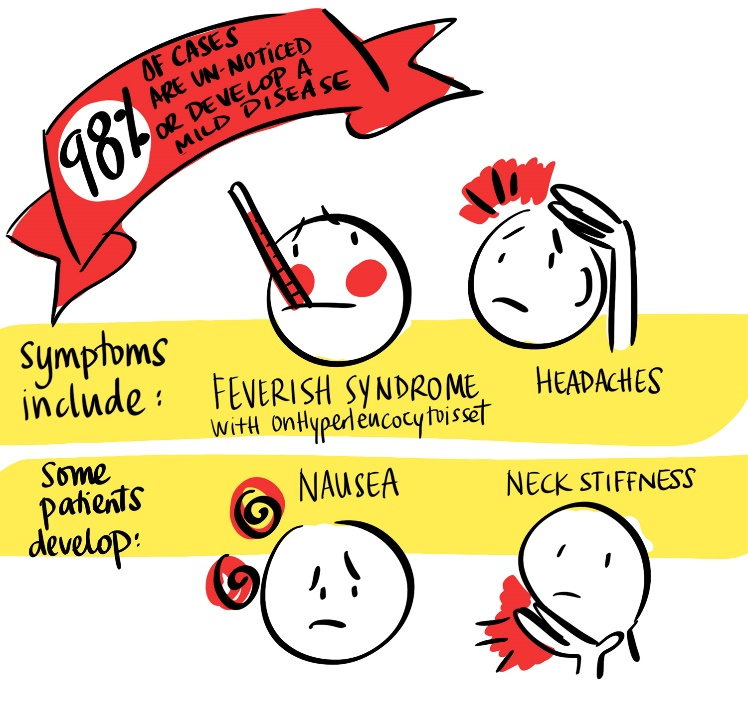 98%
OF CASES
ARE UN-NOTICED
OR DEVELOP A
MILD DISEASE
Symptoms
include:
FEVERISH SYNDROME
WITH OnHyperleucocytoisset
HEADACHES
Some
patients
develop:
NAUSEA
NECK STIFFNESS